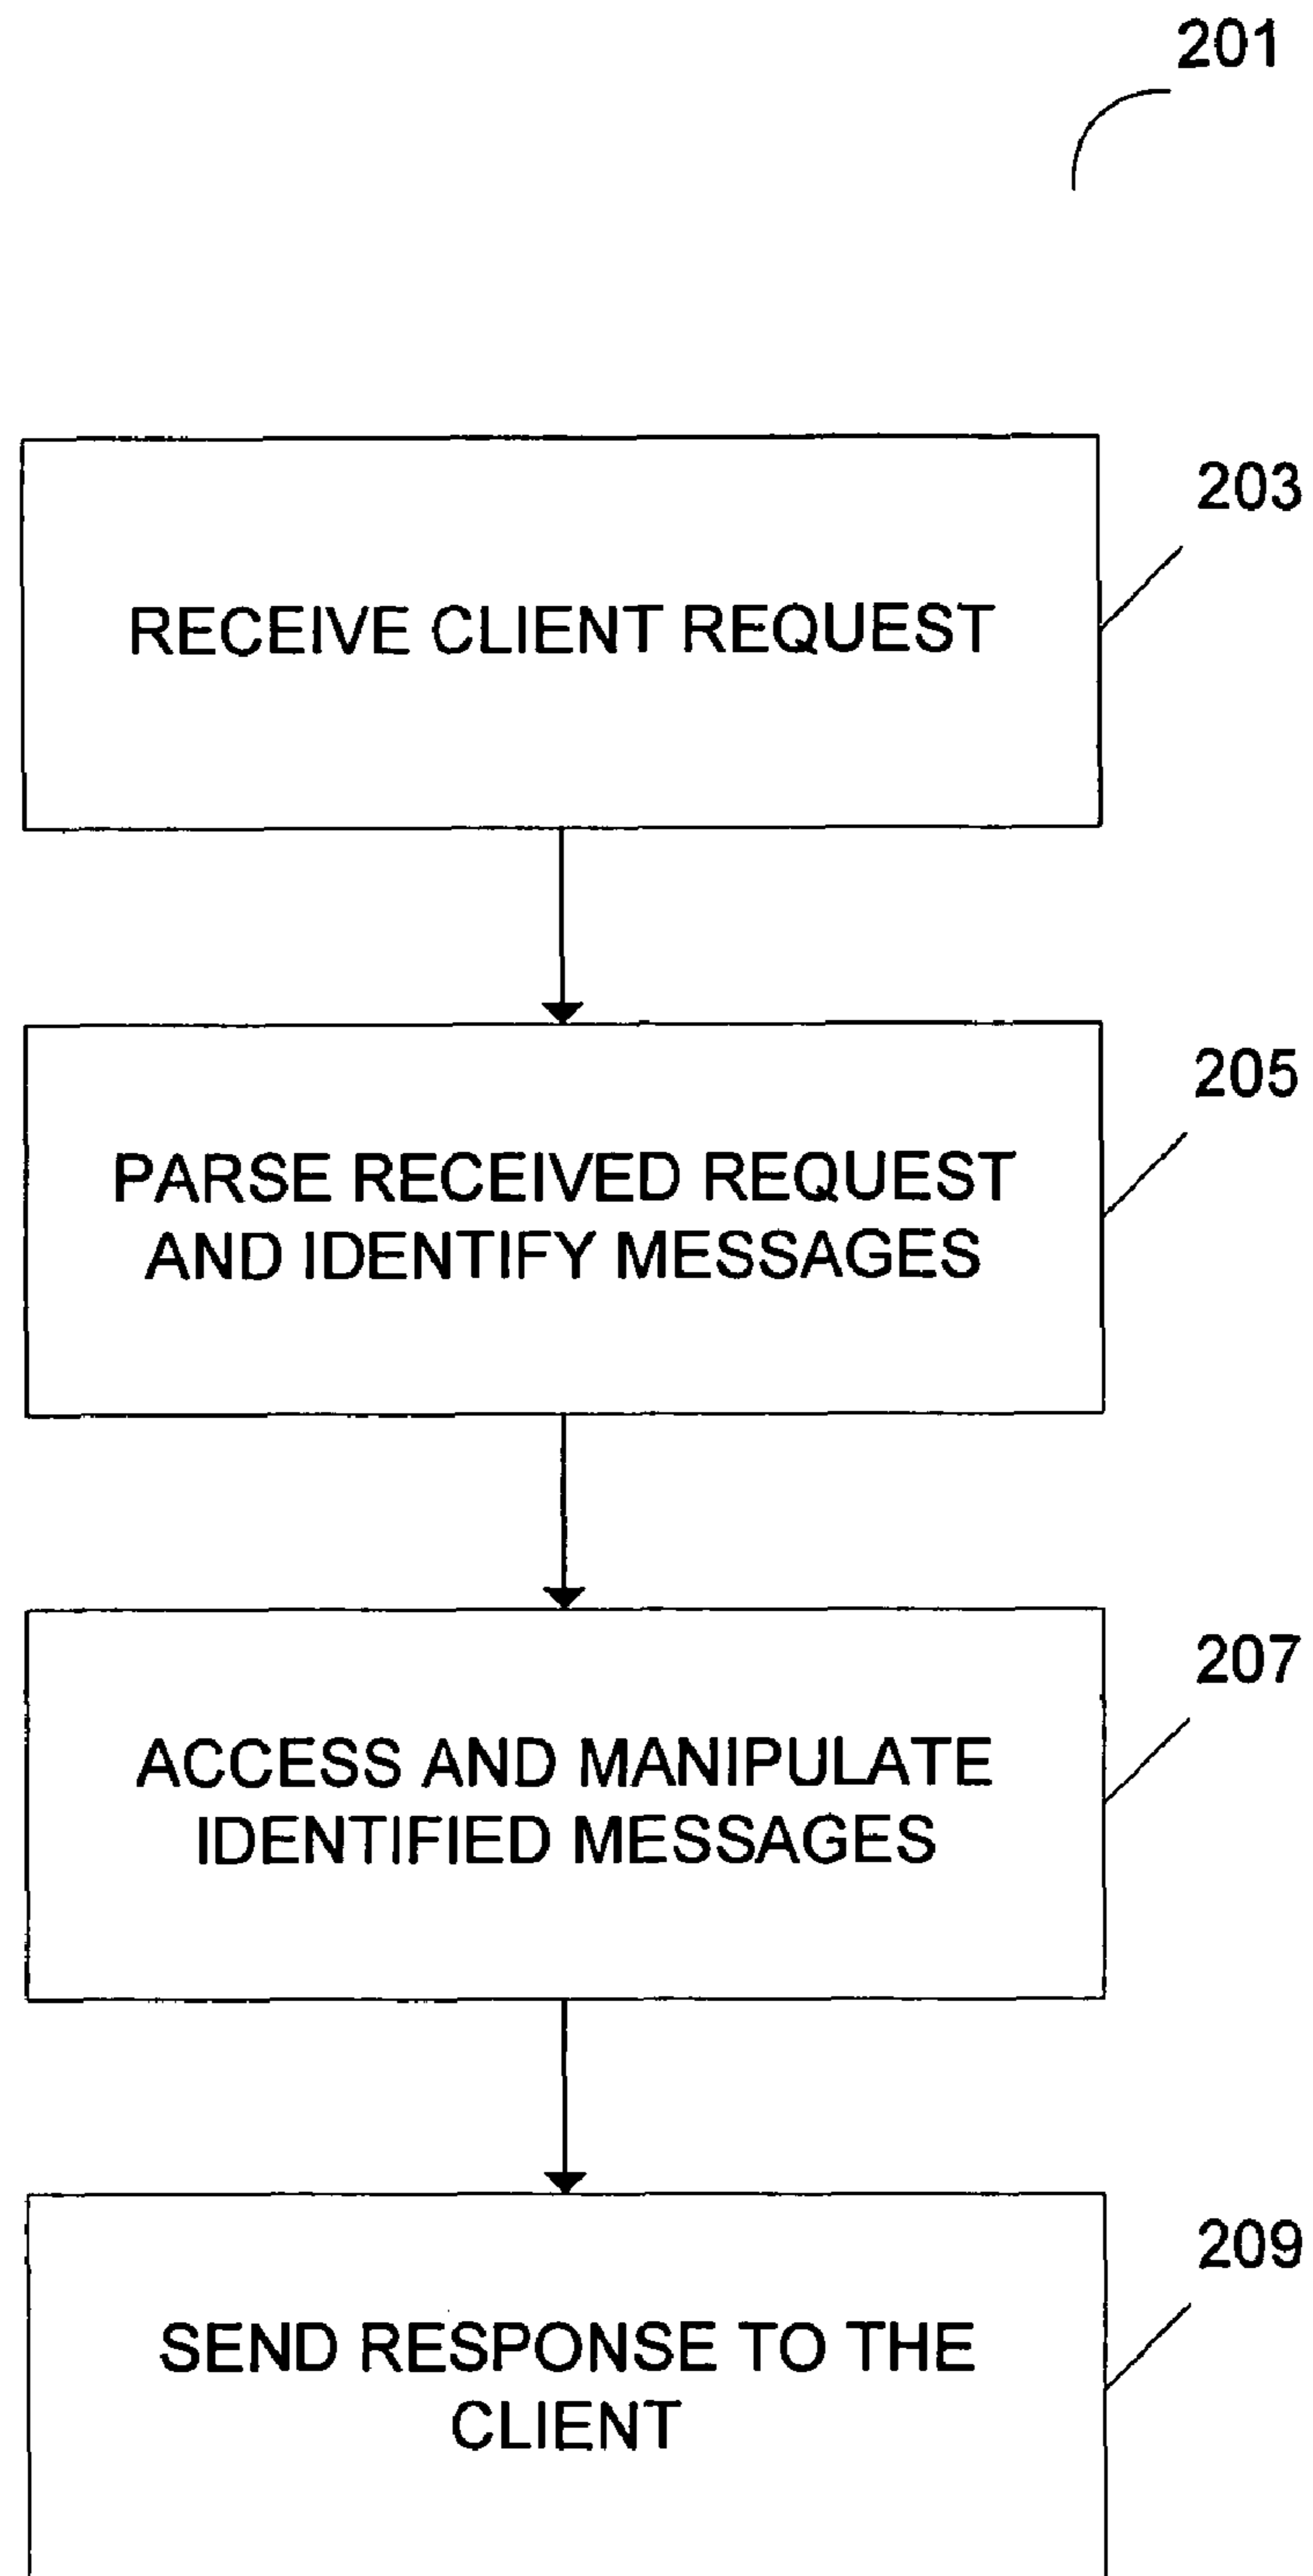 201
203
RECEIVE CLIENT REQUEST
205
PARSE RECEIVED REQUEST
AND IDENTIFY MESSAGES
207
ACCESS AND MANIPULATE
IDENTIFIED MESSAGES
209
SEND RESPONSE TO THE
CLIENT